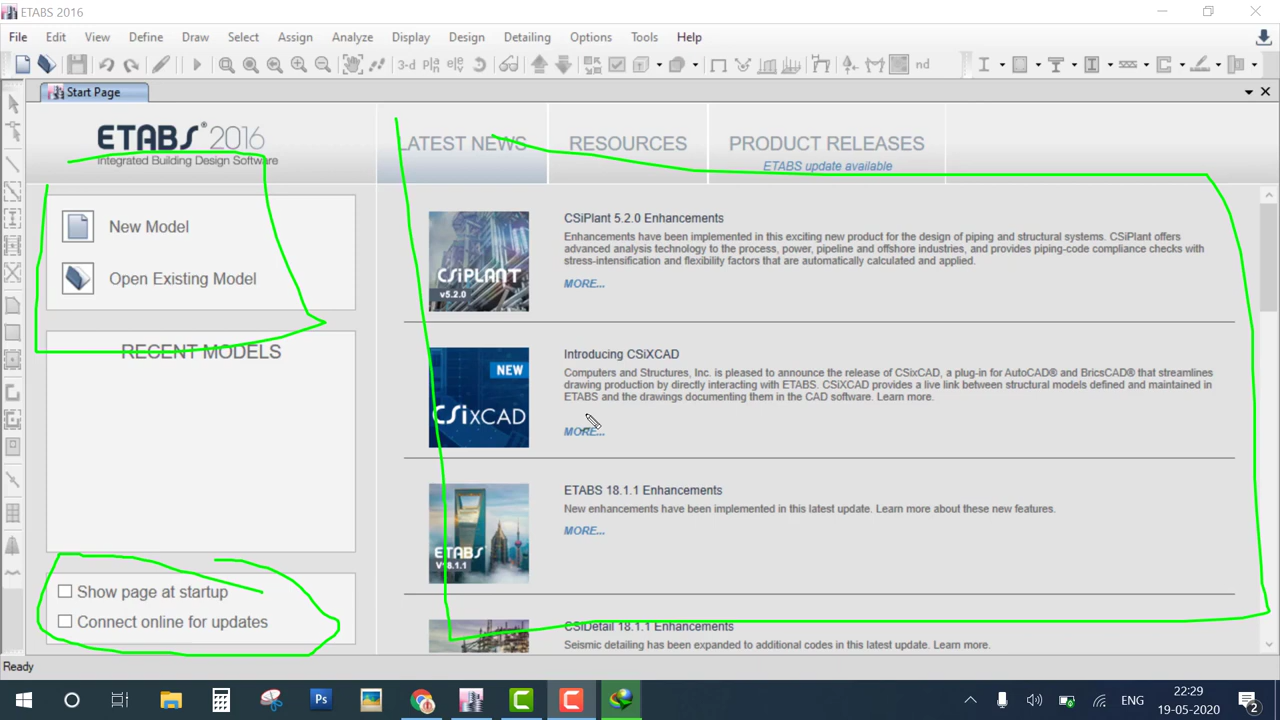 ETABS 2016
File Edit View Define Draw Select Assign Analyze Display Design Detailing Options Tools Help
3-d plà elè nd
Start Page
ETABS® 2016
Integrated Building Design Software
LATEST NEWS
RESOURCES
PRODUCT RELEASES
ETABS update available
New Model
Open Existing Model
RECENT MODELS
Show page at startup
Connect online for updates
CSiPLANT
v5.2.0
CSiPlant 5.2.0 Enhancements
Enhancements have been implemented in this exciting new product for the design of piping and structural systems. CSiPlant offers
advanced analysis technology to the process, power, pipeline and offshore industries, and provides piping-code compliance checks with
stress-intensification and flexibility factors that are automatically calculated and applied.
MORE...
NEW
CSiXCAD
Introducing CSiXCAD
Computers and Structures, Inc. is pleased to announce the release of CSiXCAD, a plug-in for AutoCAD® and BricsCAD® that streamlines
drawing production by directly interacting with ETABS. CSiXCAD provides a live link between structural models defined and maintained in
ETABS and the drawings documenting them in the CAD software. Learn more.
MORE...
ETABS
V18.1.1
ETABS 18.1.1 Enhancements
New enhancements have been implemented in this latest update. Learn more about these new features.
MORE...
CSiDetail 18.1.1 Enhancements
Seismic detailing has been expanded to additional codes in this latest update. Learn more.
Ready
Ps
ENG
22:29
19-05-2020
2